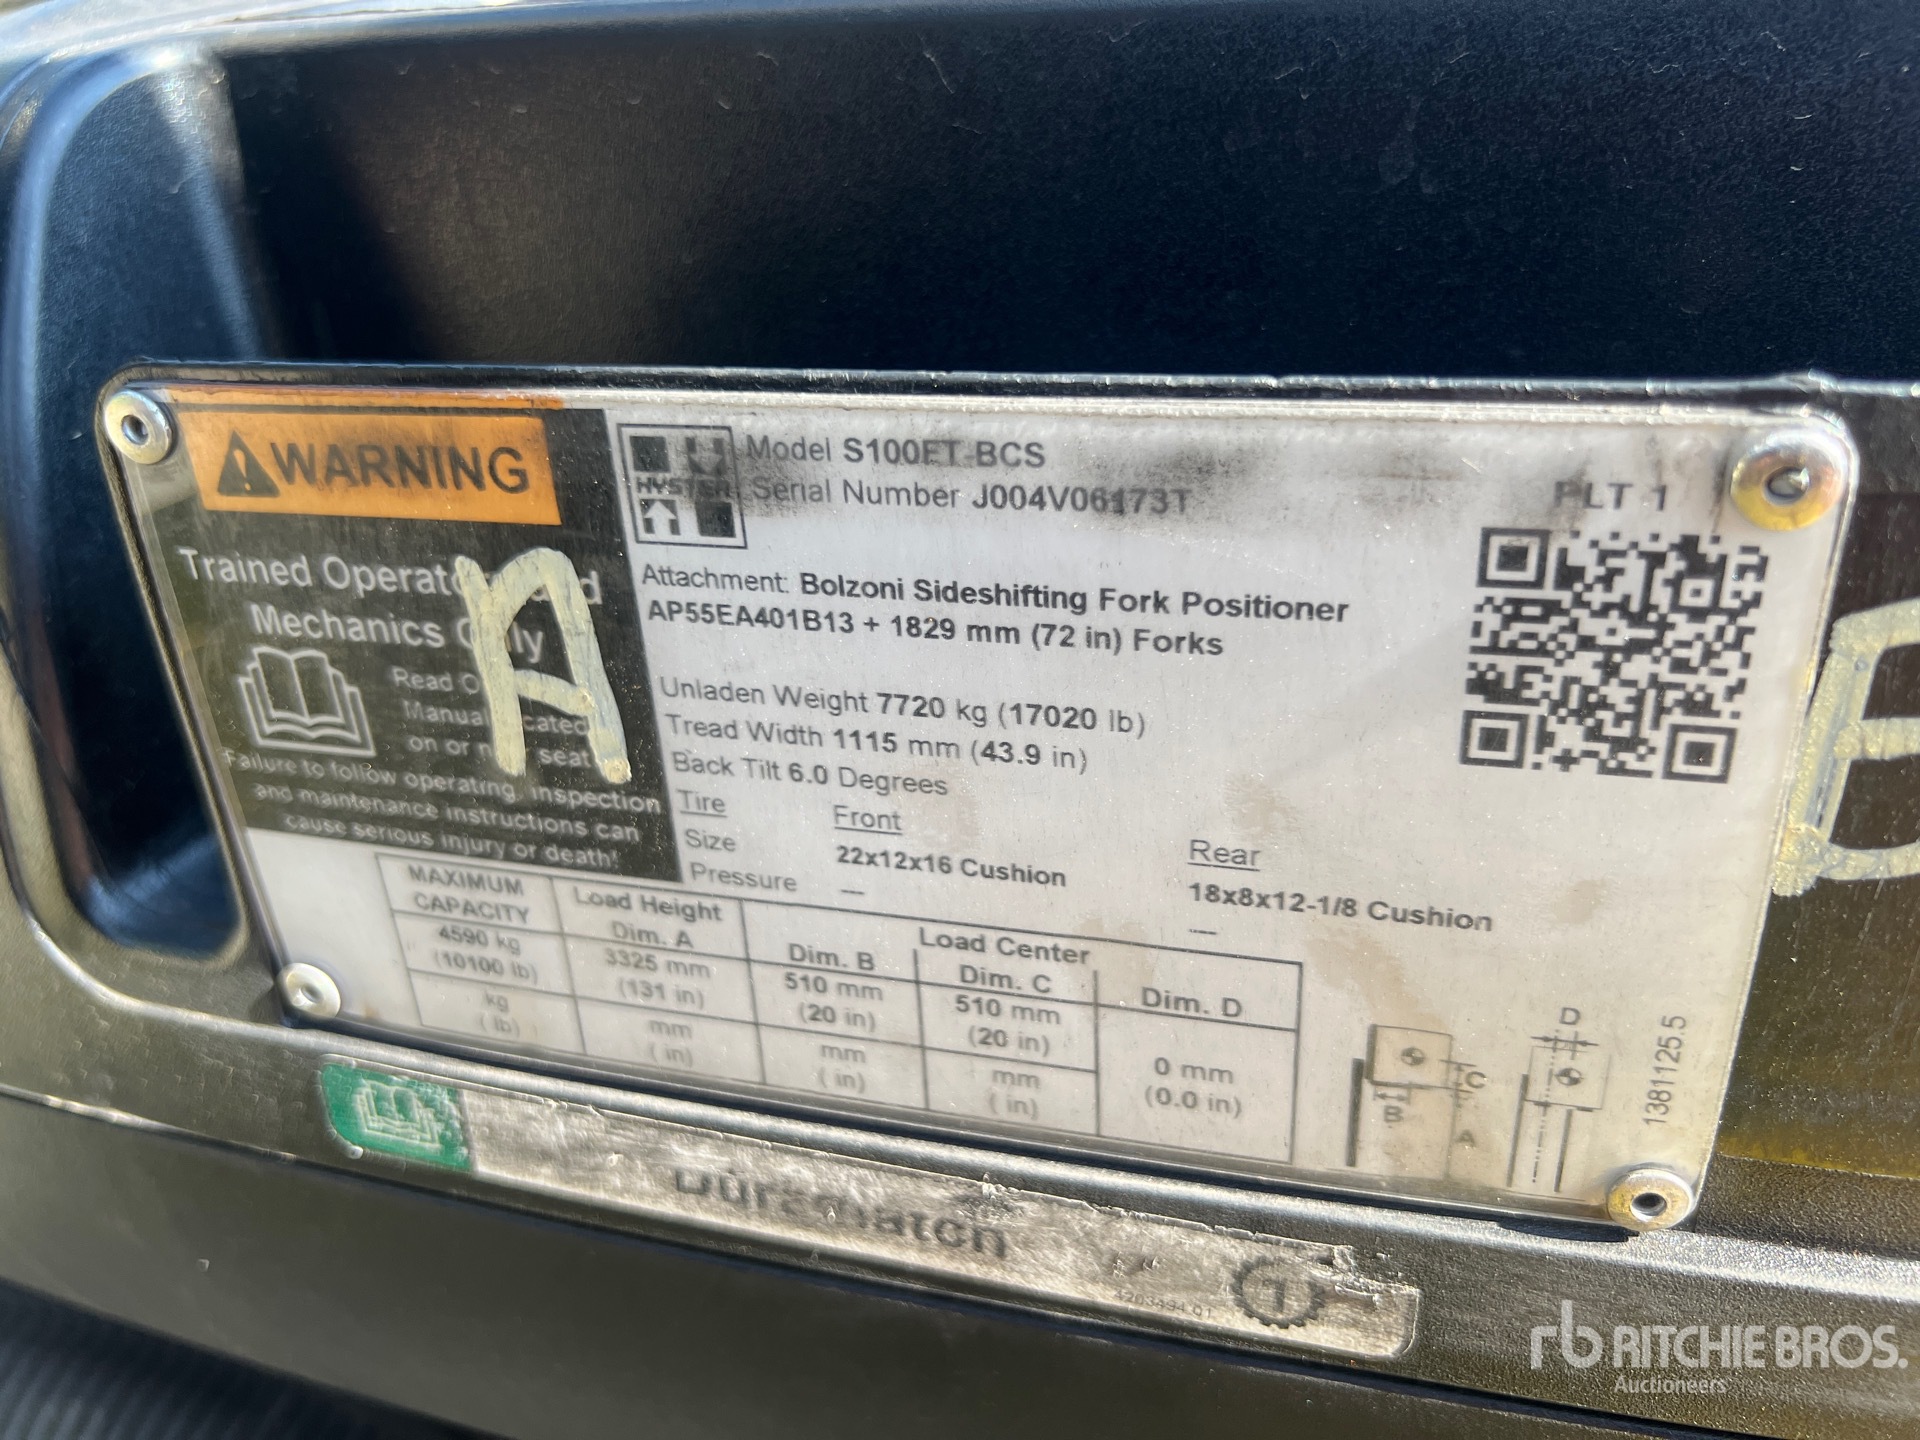 WARNING
Trained Operator and
Mechanics Only
Read
Manual
on or seat
Failure to follow operating, inspection
and maintenance instructions can
cause serious injury or death!
A
HYSTER
Model S100FT-BCS
Serial Number J004V06173T
PLT 1
Attachment: Bolzoni Sideshifting Fork Positioner
AP55EA401B13 + 1829 mm (72 in) Forks
Unladen Weight 7720 kg (17020 lb)
Tread Width 1115 mm (43.9 in)
Back Tilt 6.0 Degrees
Tire Front Rear
Size 22x12x16 Cushion 18x8x12-1/8 Cushion
Pressure --- ---
MAXIMUM CAPACITY Load Height Dim. A Load Center
Dim. B Dim. C Dim. D
4590 kg 3325 mm 510 mm 510 mm 0 mm
(10100 lb) (131 in) (20 in) (20 in) (0.0 in)
kg mm mm mm
( lb) ( in) ( in) ( in)
B C A D
1381125.5
Duramatch
1
rb RITCHIE BROS.
Auctioneers